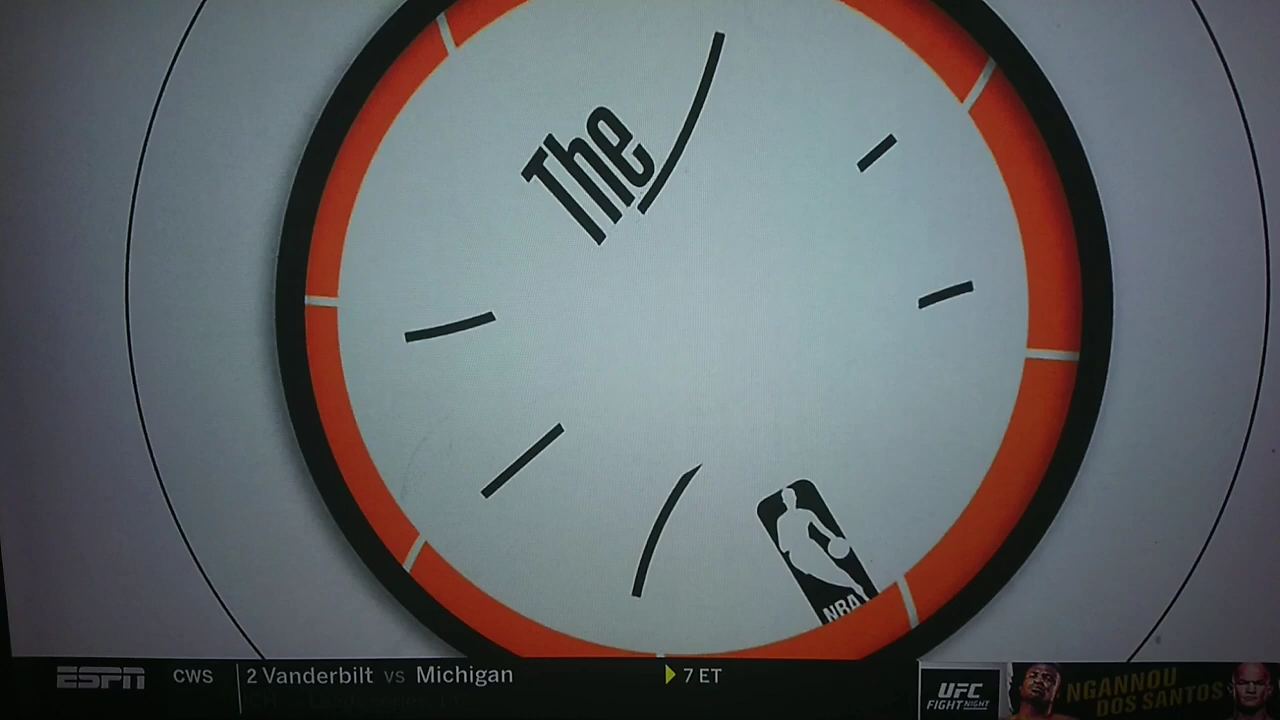 The
NBA
ESPN
CWS
2 Vanderbilt vs Michigan
7 ET
UFC
FIGHT NIGHT
NGANNOU
DOS SANTOS